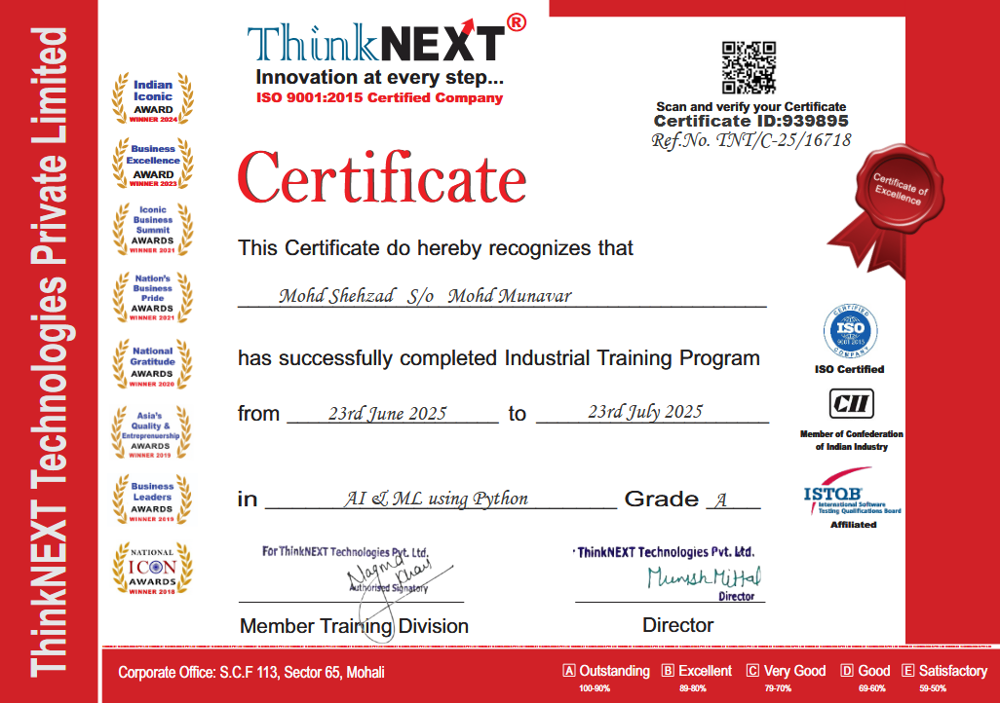 ThinkNEXT Technologies Private Limited
ThinkNEXT®
Innovation at every step...
ISO 9001:2015 Certified Company
Scan and verify your Certificate
Certificate ID:939895
Ref.No. TNT/C-25/16718
Indian
Iconic
AWARD
WINNER 2024
Business
Excellence
AWARD
WINNER 2023
Iconic
Business
Summit
AWARDS
WINNER 2021
Nation's
Business
Pride
AWARDS
WINNER 2021
National
Gratitude
AWARDS
WINNER 2020
Asia's
Quality &
Entrepreneurship
AWARDS
WINNER 2019
Business
Leaders
AWARDS
WINNER 2019
NATIONAL
ICON
AWARDS
WINNER 2018
Certificate
Certificate of
Excellence
This Certificate do hereby recognizes that
Mohd Shehzad S/o Mohd Munavar
has successfully completed Industrial Training Program
from 23rd June 2025 to 23rd July 2025
in AI & ML using Python Grade A
CERTIFIED
ISO
9001:2015
COMPANY
ISO Certified
CII
Member of Confederation
of Indian Industry
ISTQB®
International Software
Testing Qualifications Board
Affiliated
For ThinkNEXT Technologies Pvt. Ltd.
Nagma Khan
Authorised Signatory
Member Training Division
ThinkNEXT Technologies Pvt. Ltd.
Munish Mittal
Director
Director
Corporate Office: S.C.F 113, Sector 65, Mohali
A Outstanding B Excellent C Very Good D Good E Satisfactory
100-90% 89-80% 79-70% 69-60% 59-50%